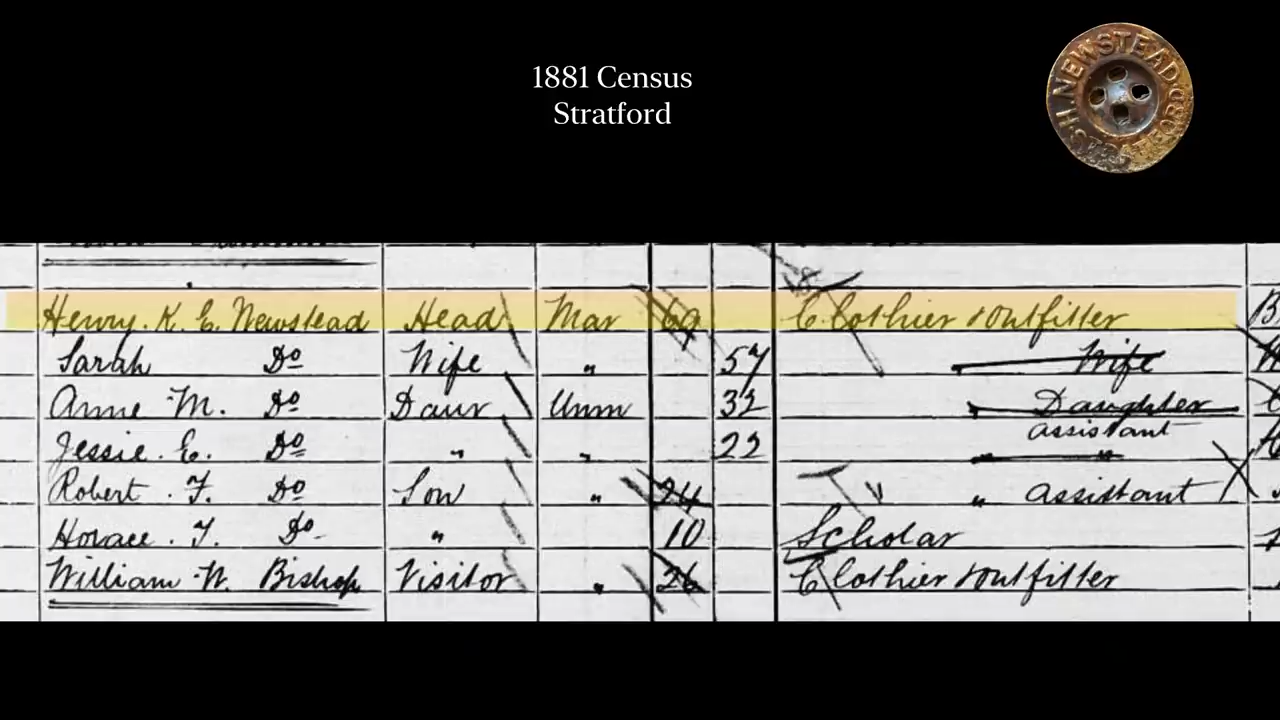 1881 Census
Stratford
H. NEWSTEAD
Henry. K. E. Newstead Head Mar 69 Clothier & Outfitter
Sarah Do Wife " 57 Wife
Anne M. Do Daur Unm 32 Daughter
assistant
Jessie. E. Do " " 22 "
Robert. F. Do Son " 24 " assistant
Horace. F. Do " 10 Scholar
William W. Bishop Visitor " 26 Clothier & Outfitter